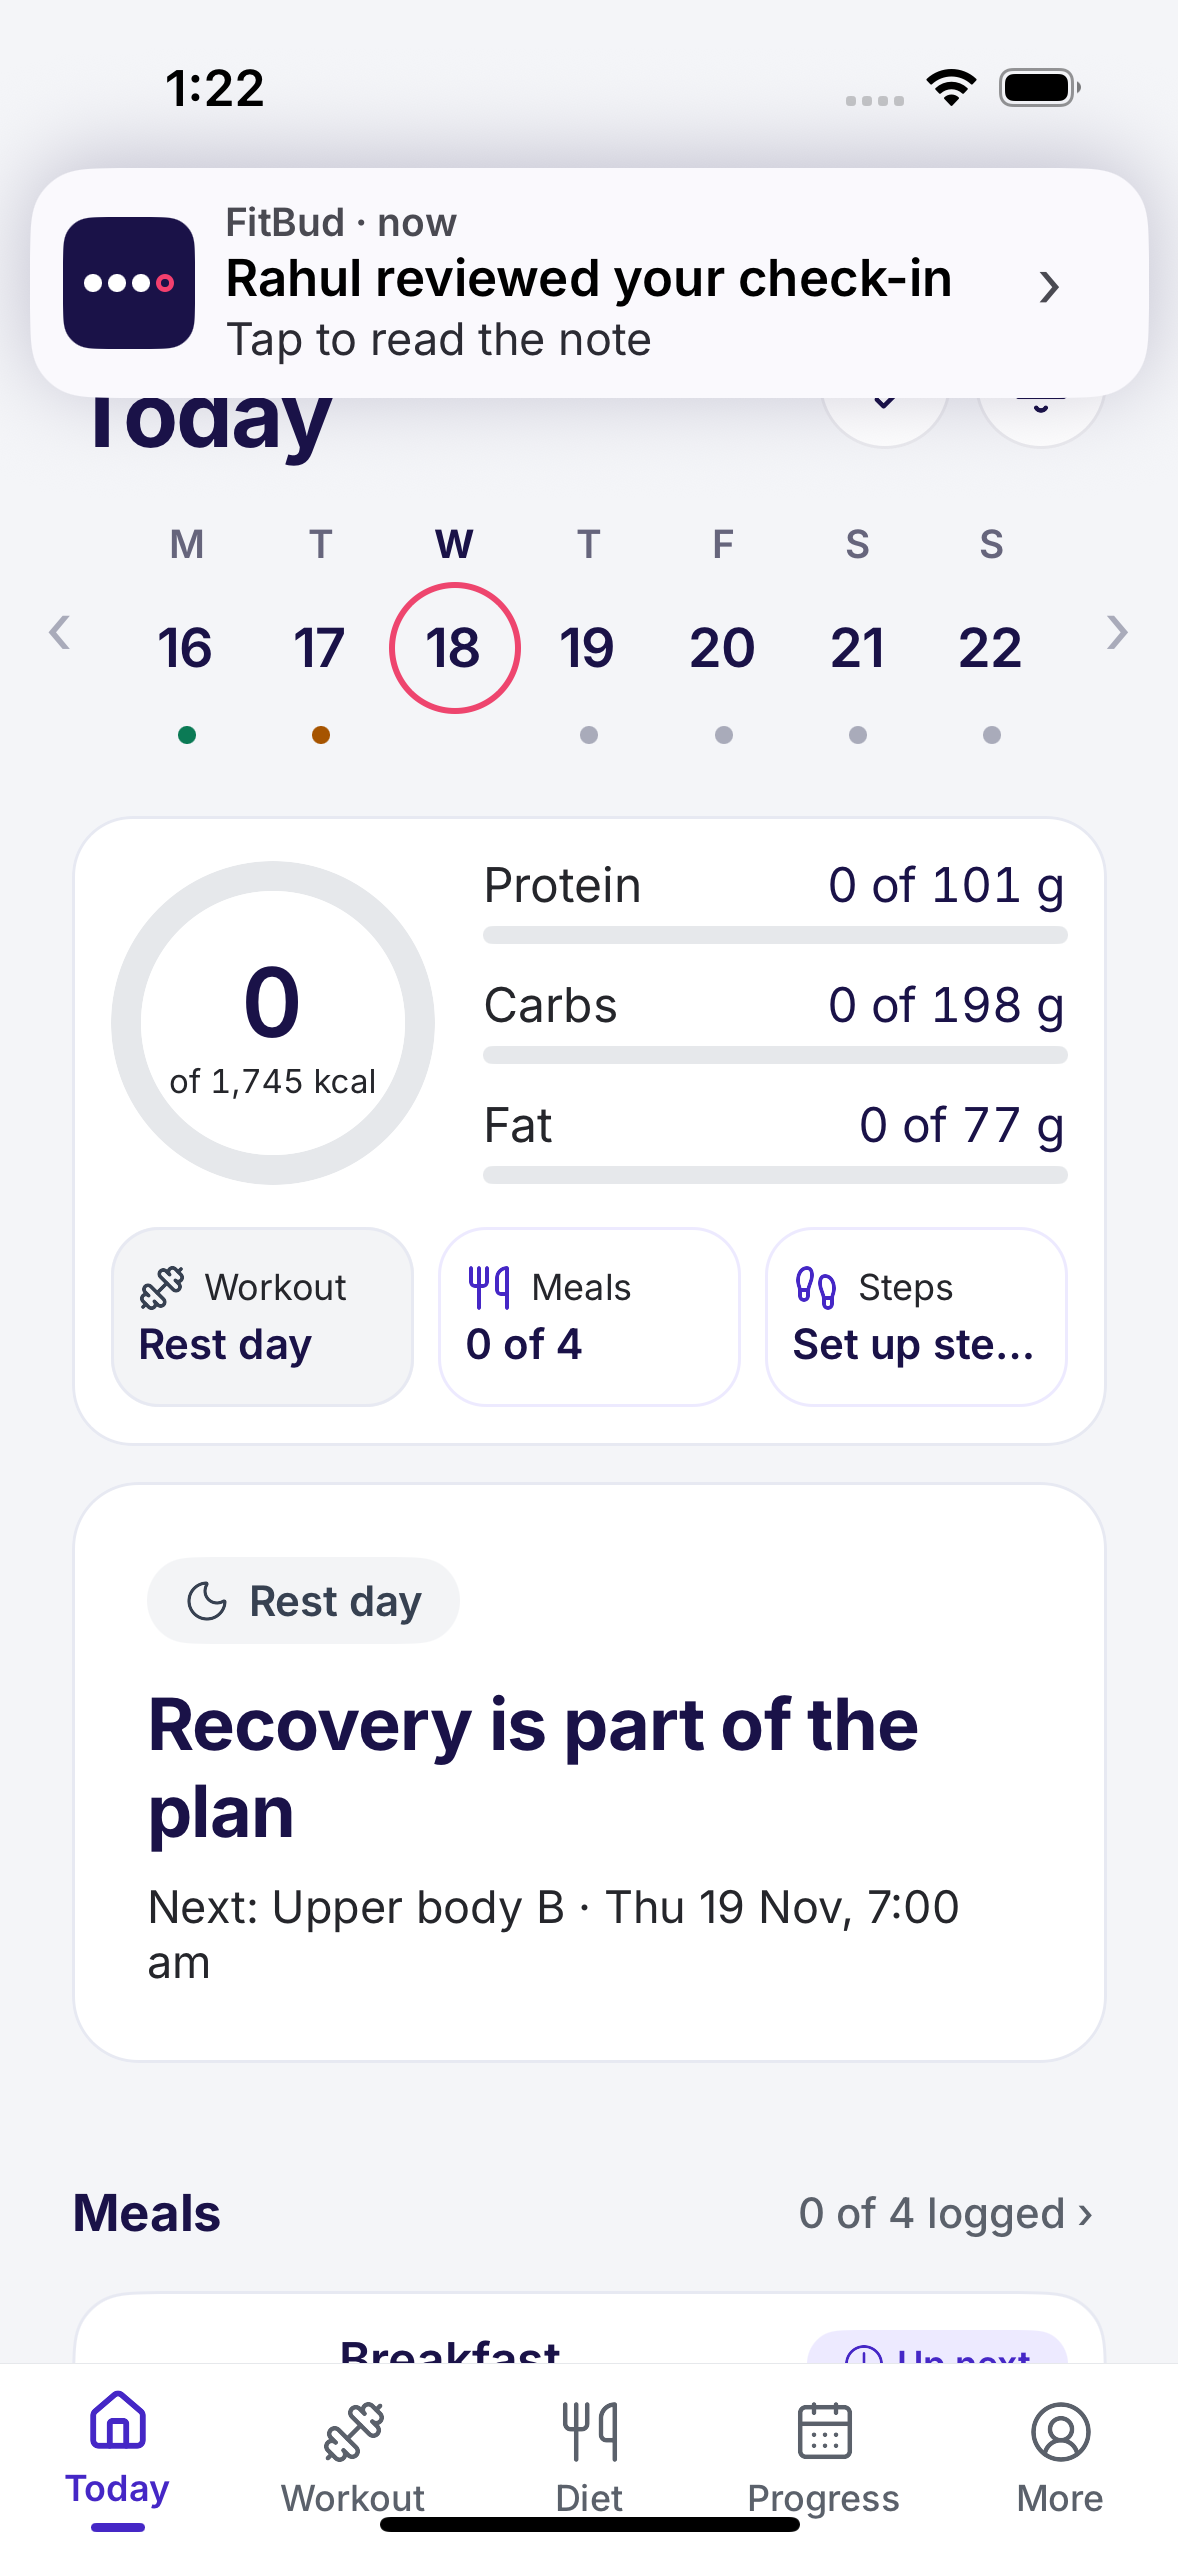 1:22
FitBud · now
Rahul reviewed your check-in
Tap to read the note
Today
M T W T F S S
16 17 18 19 20 21 22
Protein 0 of 101 g
0
of 1,745 kcal
Carbs 0 of 198 g
Fat 0 of 77 g
Workout
Rest day
Meals
0 of 4
Steps
Set up ste...
Rest day
Recovery is part of the
plan
Next: Upper body B · Thu 19 Nov, 7:00
am
Meals 0 of 4 logged ›
Breakfast Up next
Today Workout Diet Progress More